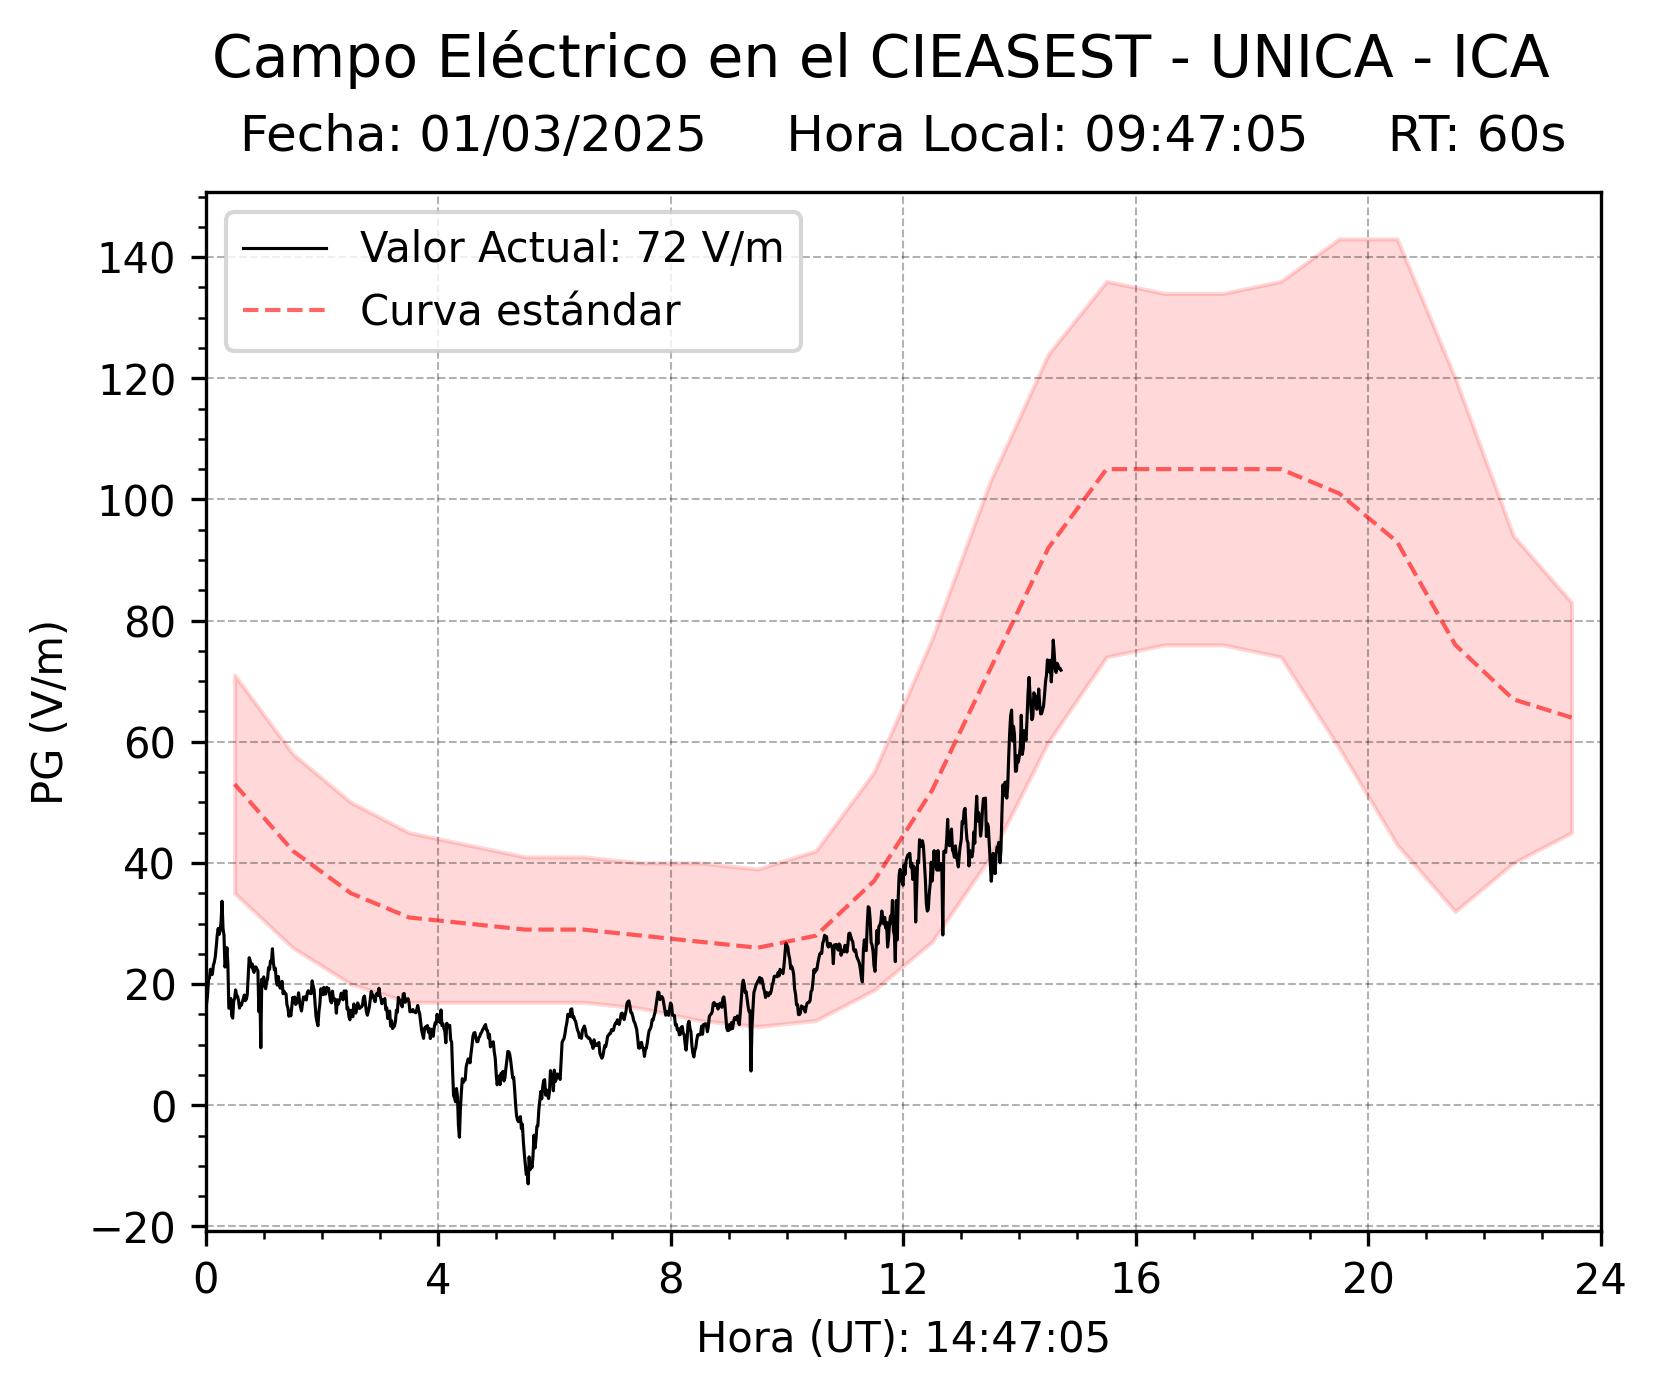 Campo Eléctrico en el CIEASEST - UNICA - ICA
Fecha: 01/03/2025 Hora Local: 09:47:05 RT: 60s
Valor Actual: 72 V/m
Curva estándar
PG (V/m)
140
120
100
80
60
40
20
0
−20
0 4 8 12 16 20 24
Hora (UT): 14:47:05